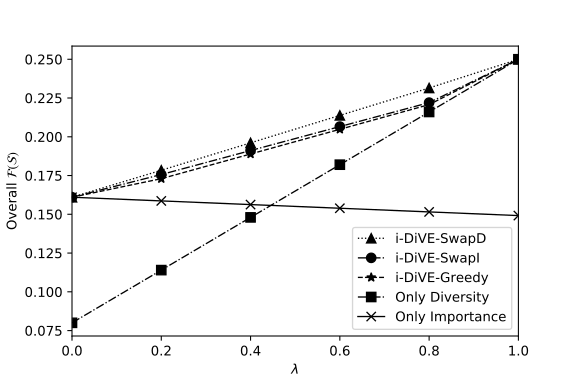 0.250
0.225
0.200
0.175
0.150
0.125
0.100
0.075
Overall ℱ(S)
i-DiVE-SwapD
i-DiVE-SwapI
i-DiVE-Greedy
Only Diversity
Only Importance
0.0 0.2 0.4 0.6 0.8 1.0
λ